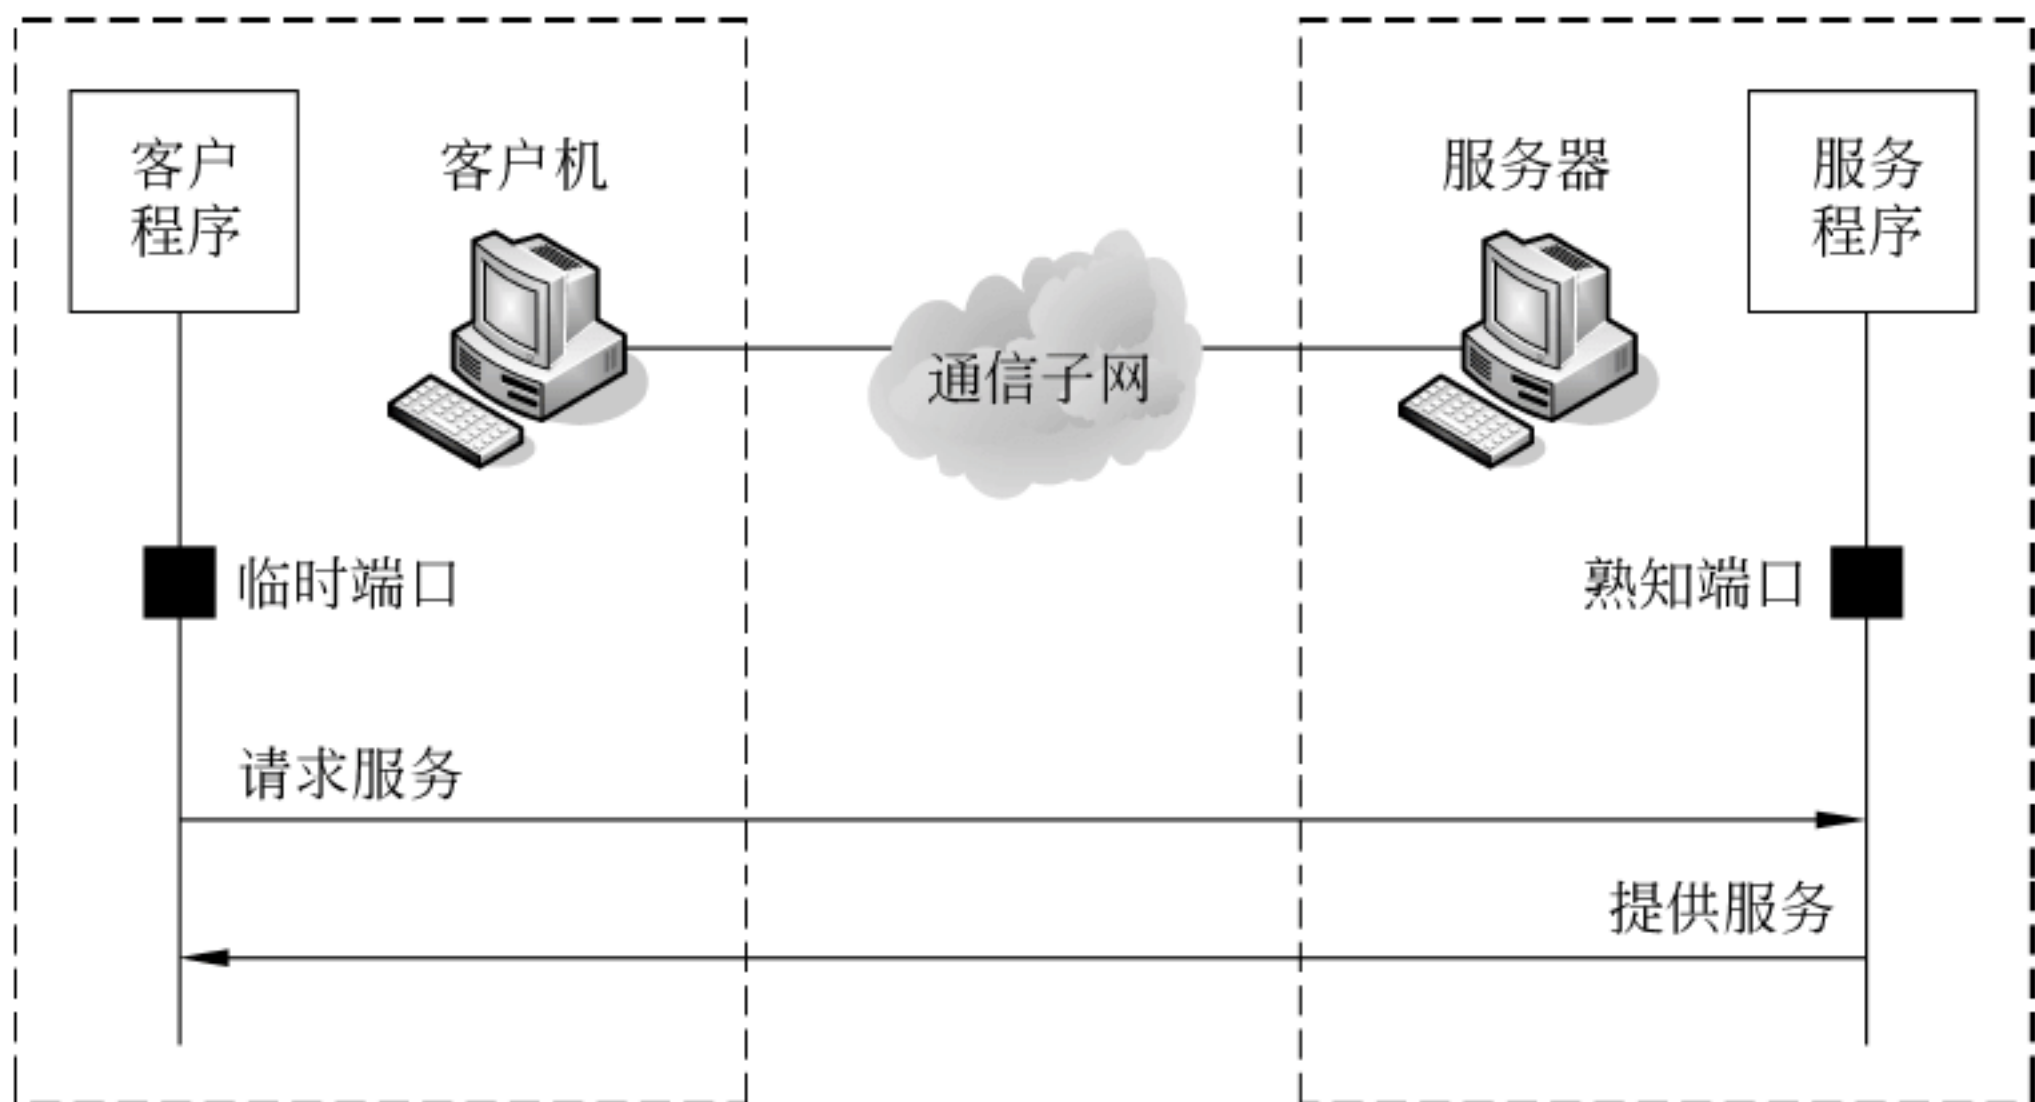 客户
程序
客户机
通信子网
服务器
服务
程序
临时端口
熟知端口
请求服务
提供服务